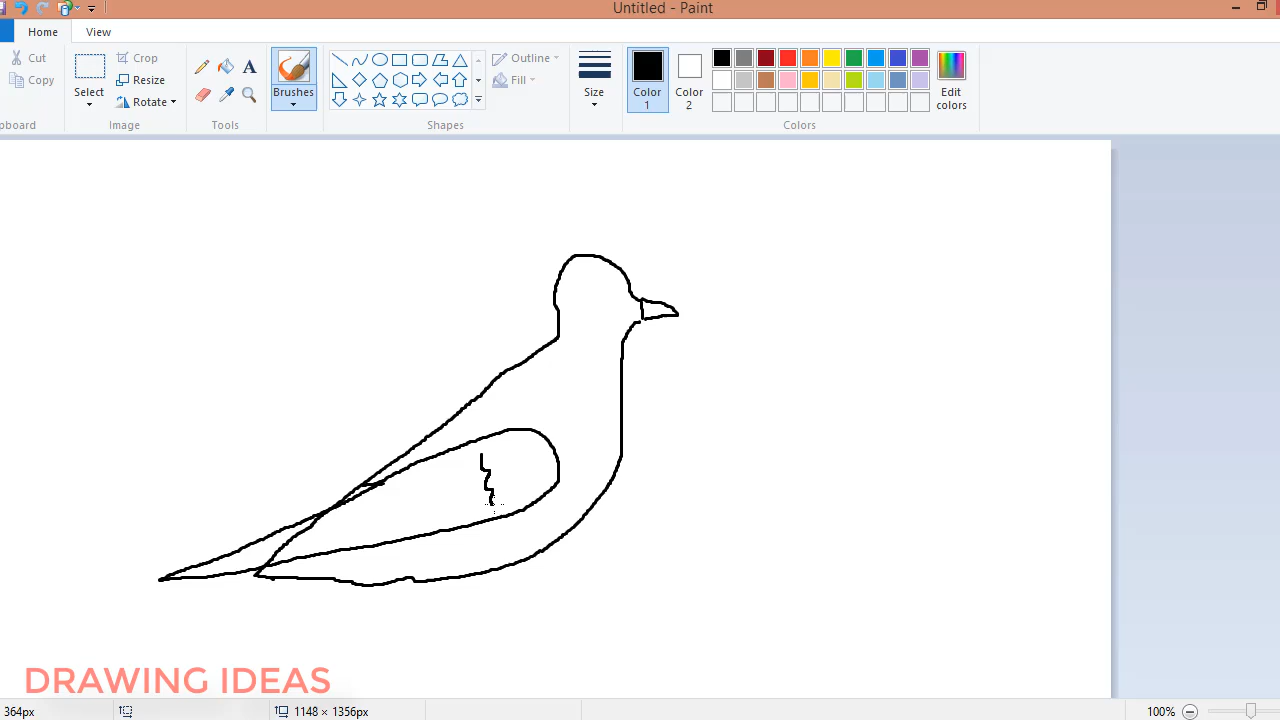 Untitled - Paint
Home
View
Cut
Copy
pboard
Select
Crop
Resize
Rotate
Image
A
Tools
Brushes
Outline
Fill
Shapes
Size
Color
1
Color
2
Edit
colors
Colors
DRAWING IDEAS
364px
1148 × 1356px
100%